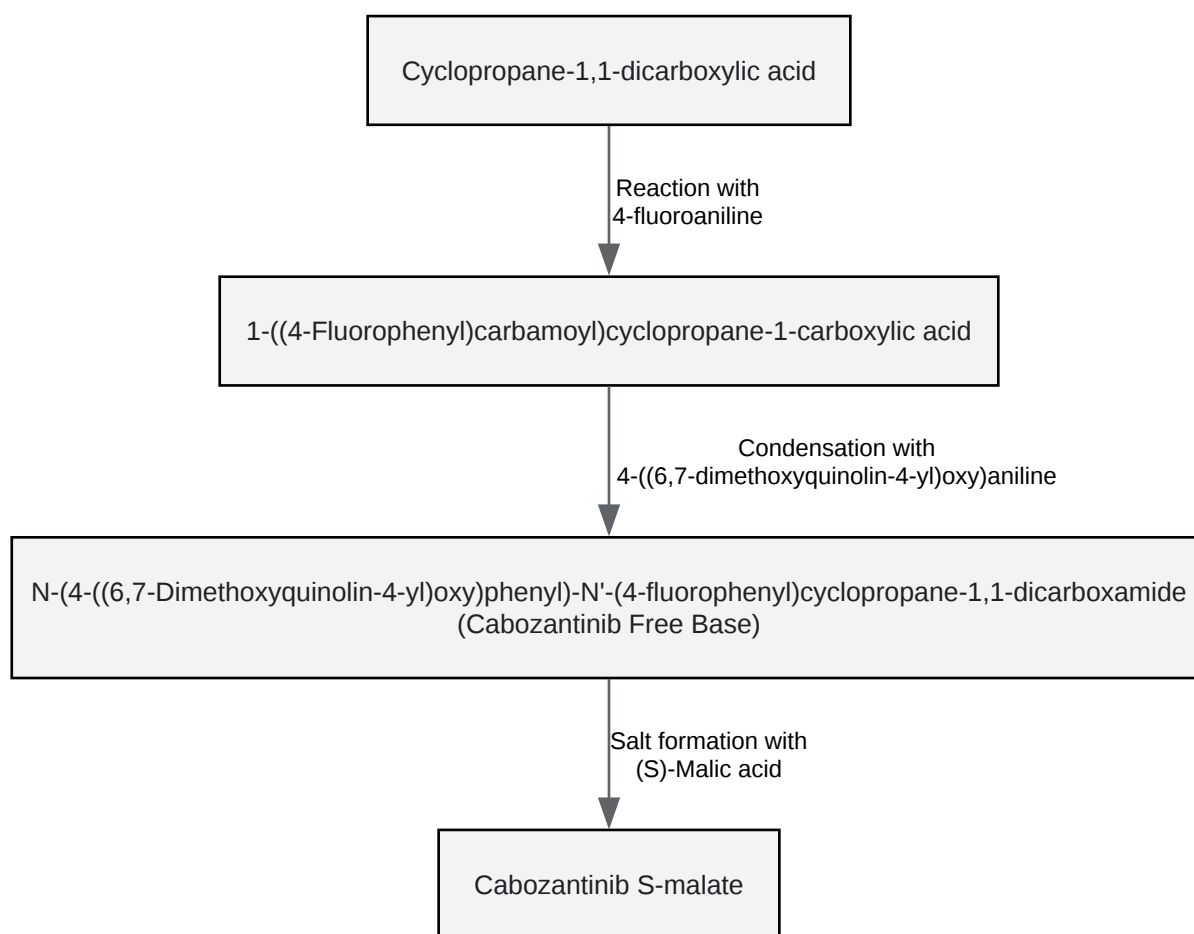 Cyclopropane-1,1-dicarboxylic acid
Reaction with
4-fluoroaniline
1-((4-Fluorophenyl)carbamoyl)cyclopropane-1-carboxylic acid
Condensation with
4-((6,7-dimethoxyquinolin-4-yl)oxy)aniline
N-(4-((6,7-Dimethoxyquinolin-4-yl)oxy)phenyl)-N'-(4-fluorophenyl)cyclopropane-1,1-dicarboxamide
(Cabozantinib Free Base)
Salt formation with
(S)-Malic acid
Cabozantinib S-malate